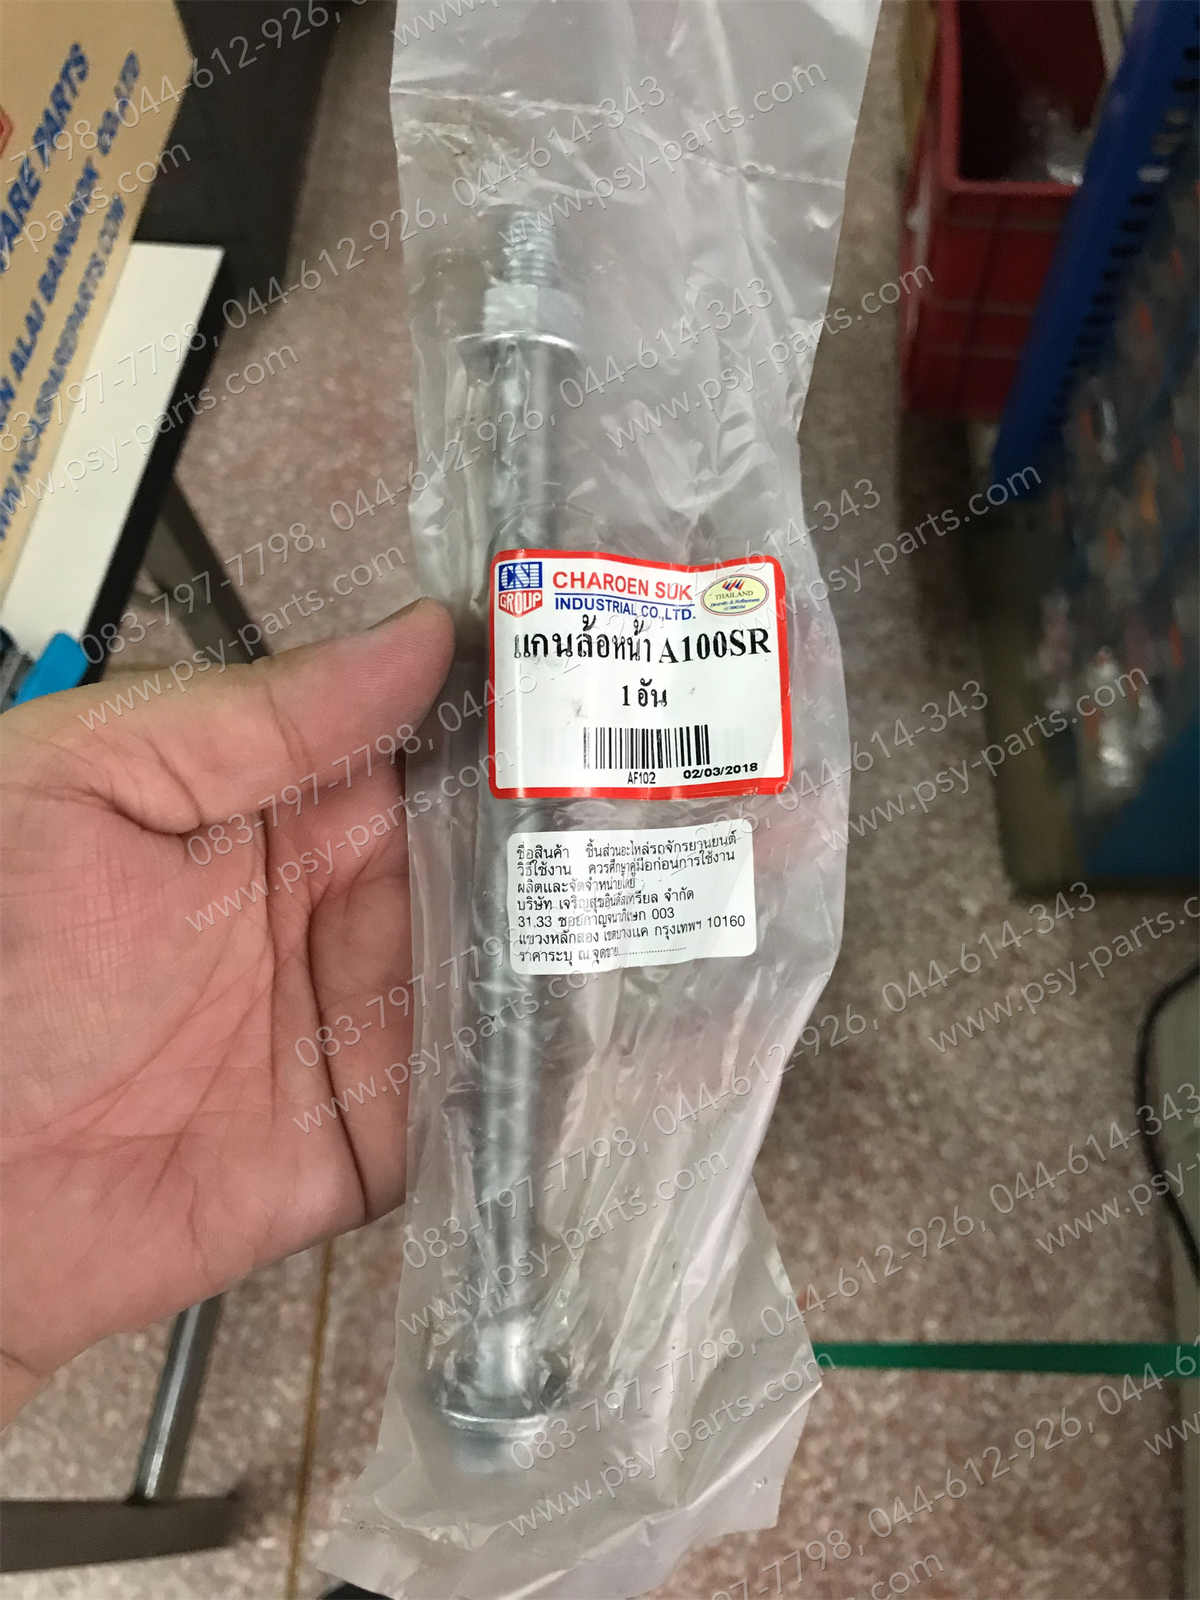 CSI
GROUP
CHAROEN SUK
INDUSTRIAL CO.,LTD.
THAILAND
แกนล้อหน้า A100SR
1 อัน
AF102
02/03/2018
ชื่อสินค้า ชิ้นส่วนอะไหล่รถจักรยานยนต์
วิธีใช้งาน ควรศึกษาคู่มือก่อนการใช้งาน
ผลิตและจัดจำหน่ายโดย
บริษัท เจริญสุขอินดัสเทรียล จำกัด
31,33 ซอยกาญจนาภิเษก 003
แขวงหลักสอง เขตบางแค กรุงเทพฯ 10160
ราคาระบุ ณ จุดขาย
ARE PARTS
ALAI BANGKOK CO.,LTD
083-797-7798, 044-612-926, 044-614-343
www.psy-parts.com